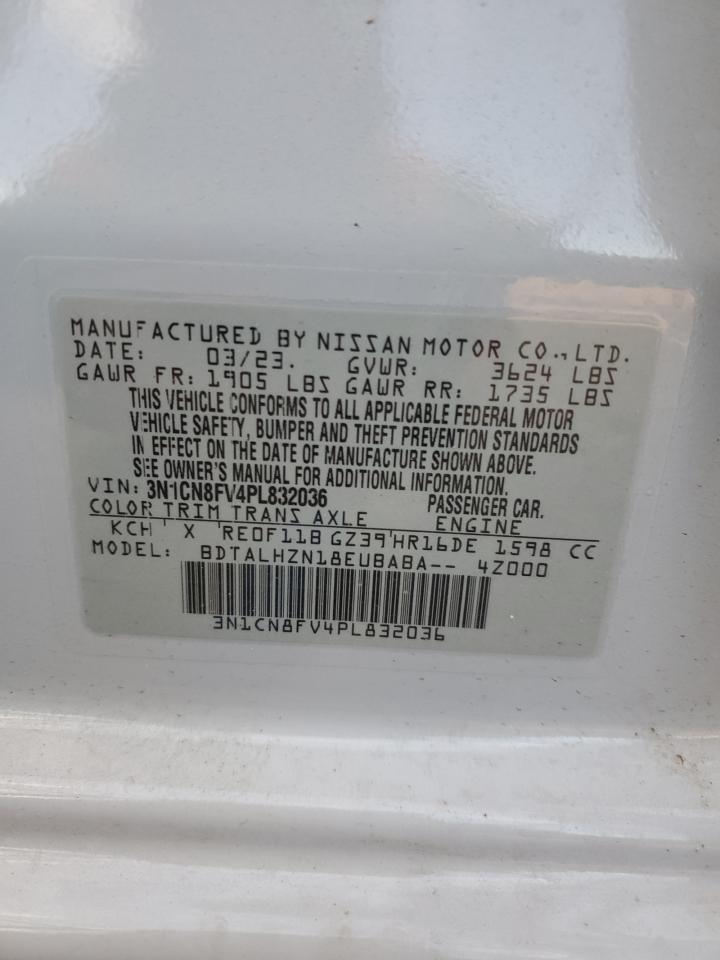 MANUFACTURED BY NISSAN MOTOR CO.,LTD.
DATE: 03/23. GVWR: 3624 LBS
GAWR FR: 1905 LBS GAWR RR: 1735 LBS
THIS VEHICLE CONFORMS TO ALL APPLICABLE FEDERAL MOTOR
VEHICLE SAFETY, BUMPER AND THEFT PREVENTION STANDARDS
IN EFFECT ON THE DATE OF MANUFACTURE SHOWN ABOVE.
SEE OWNER'S MANUAL FOR ADDITIONAL INFORMATION.
VIN: 3N1CN8FV4PL832036 PASSENGER CAR.
COLOR TRIM TRANS AXLE ENGINE
KCH X RE0F11B GZ39 HR16DE 1598 CC
MODEL: BDTALHZN18EUBABA-- 4Z000
3N1CN8FV4PL832036